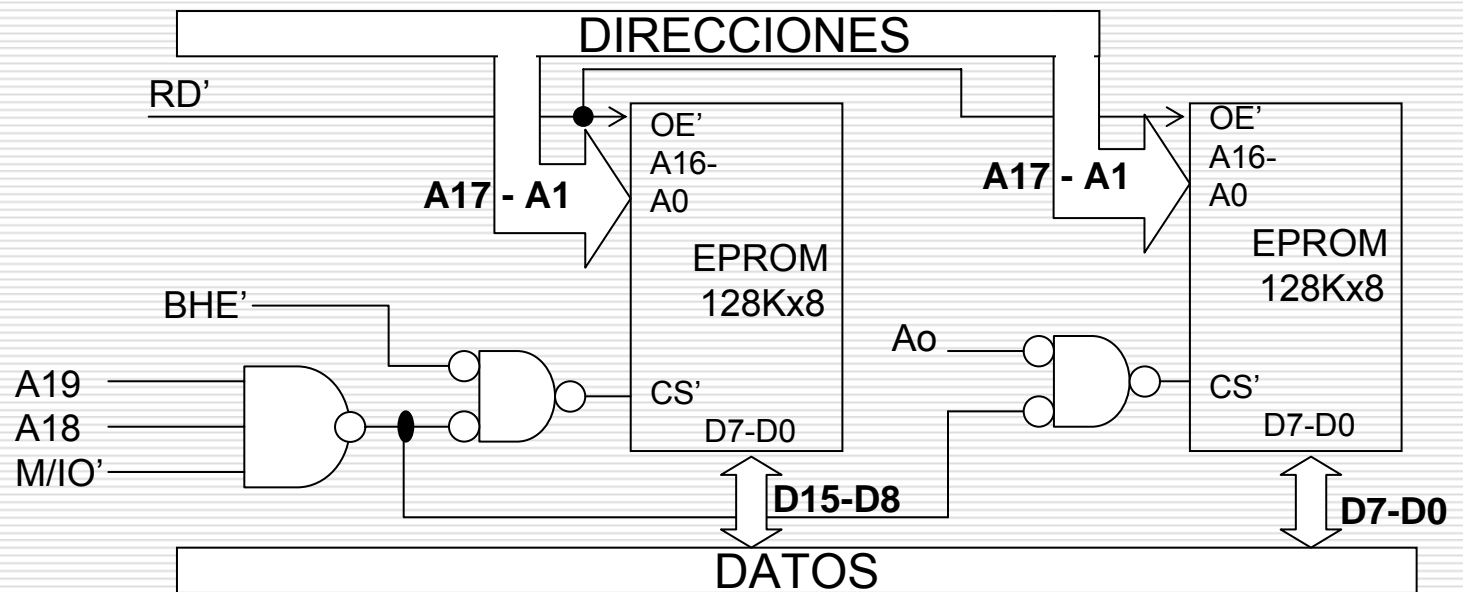 DIRECCIONES
RD’
OE’
A16-
A0
A17 - A1
EPROM
128Kx8
CS’
D7-D0
OE’
A16-
A0
A17 - A1
EPROM
128Kx8
CS’
D7-D0
BHE’
Ao
A19
A18
M/IO’
D15-D8
D7-D0
DATOS